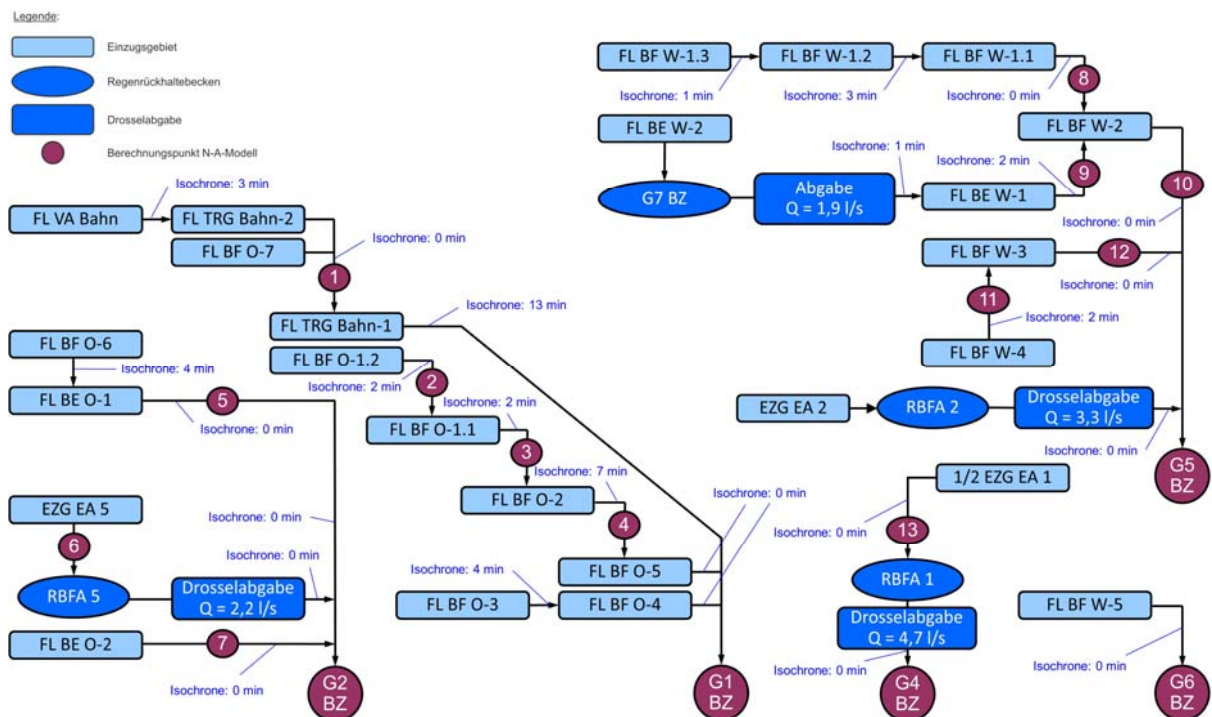 Legende:
Einzugsgebiet
Regenrückhaltebecken
Drosselabgabe
Berechnungspunkt N-A-Modell
Isochrone: 3 min
FL VA Bahn
FL TRG Bahn-2
FL BF O-7
Isochrone: 0 min
1
FL TRG Bahn-1
Isochrone: 13 min
FL BF O-6
Isochrone: 4 min
FL BE O-1
5
Isochrone: 0 min
FL BF O-1.2
Isochrone: 2 min
2
Isochrone: 2 min
FL BF O-1.1
3
Isochrone: 7 min
FL BF O-2
4
Isochrone: 0 min
FL BF O-5
Isochrone: 4 min
FL BF O-3
FL BF O-4
G1
BZ
EZG EA 5
Isochrone: 0 min
6
Isochrone: 0 min
RBFA 5
Drosselabgabe
Q = 2,2 l/s
FL BE O-2
7
Isochrone: 0 min
G2
BZ
FL BF W-1.3
FL BF W-1.2
FL BF W-1.1
Isochrone: 1 min
Isochrone: 3 min
Isochrone: 0 min
8
FL BE W-2
FL BF W-2
Isochrone: 1 min
Isochrone: 2 min
9
10
G7 BZ
Abgabe
Q = 1,9 l/s
FL BE W-1
Isochrone: 0 min
FL BF W-3
12
Isochrone: 0 min
11
Isochrone: 2 min
FL BF W-4
EZG EA 2
RBFA 2
Drosselabgabe
Q = 3,3 l/s
Isochrone: 0 min
G5
BZ
1/2 EZG EA 1
Isochrone: 0 min
13
RBFA 1
Drosselabgabe
Q = 4,7 l/s
Isochrone: 0 min
G4
BZ
FL BF W-5
Isochrone: 0 min
G6
BZ